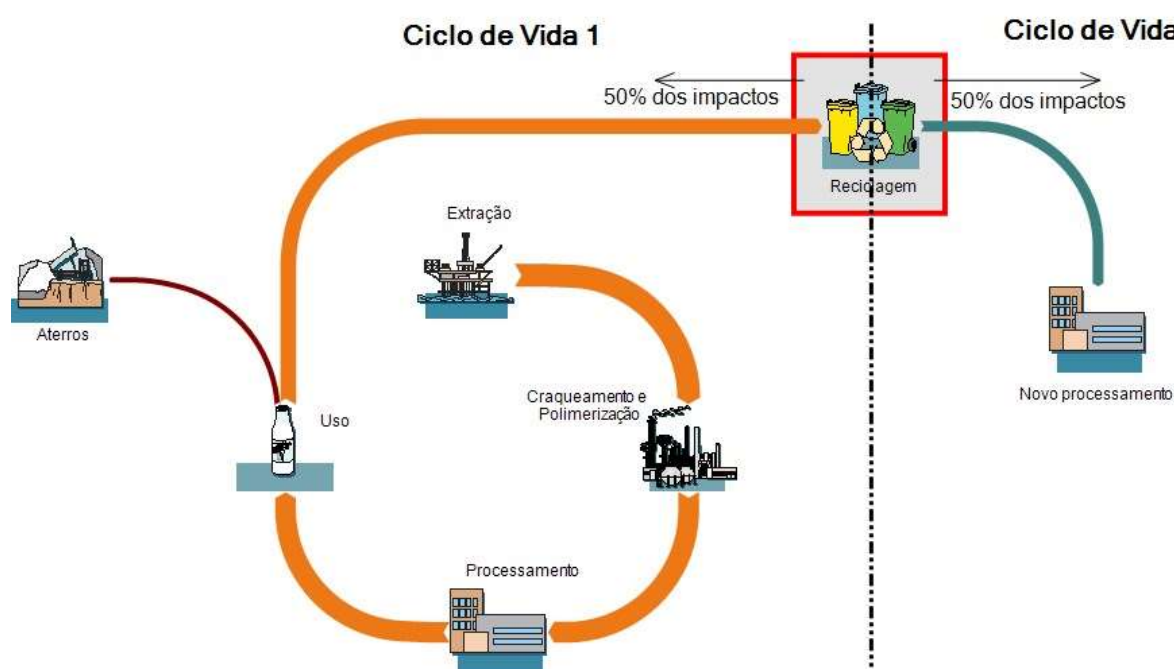 Ciclo de Vida 1
Ciclo de Vida
50% dos impactos
50% dos impactos
Reciclagem
Extração
Aterros
Craqueamento e
Polimerização
Uso
Novo processamento
Processamento